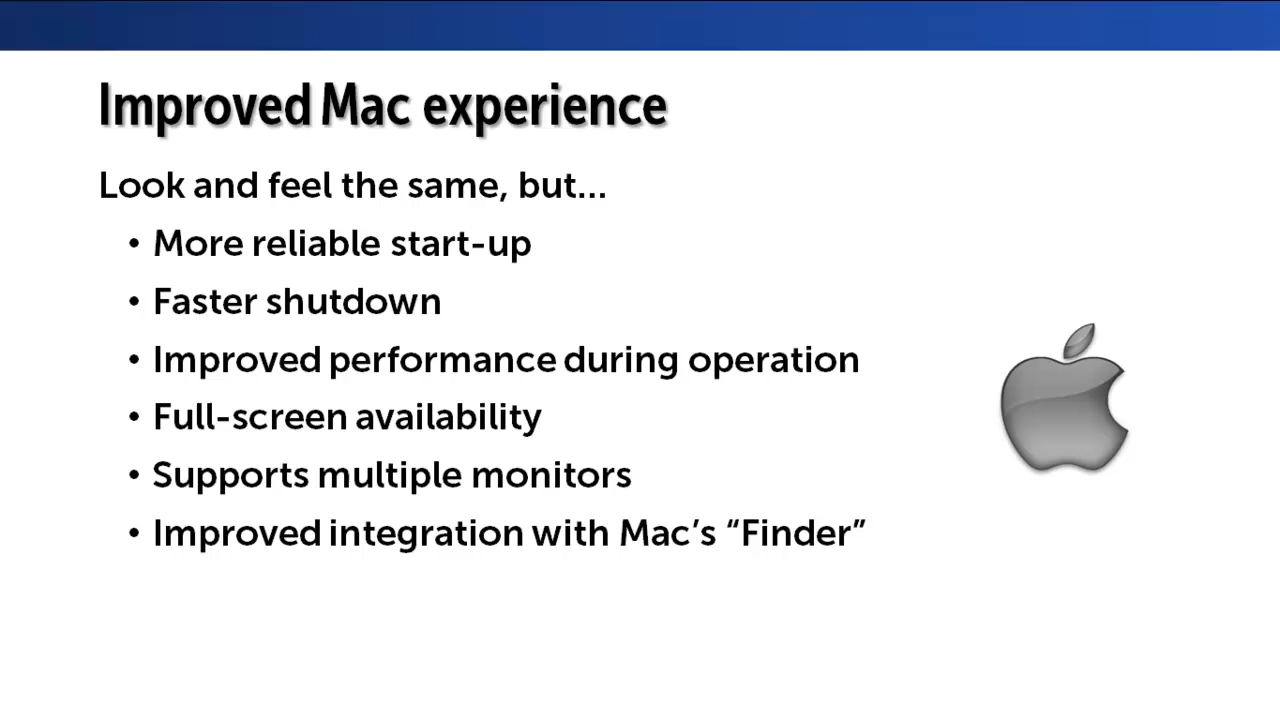 Improved Mac experience
Look and feel the same, but...
• More reliable start-up
• Faster shutdown
• Improved performance during operation
• Full-screen availability
• Supports multiple monitors
• Improved integration with Mac’s “Finder”